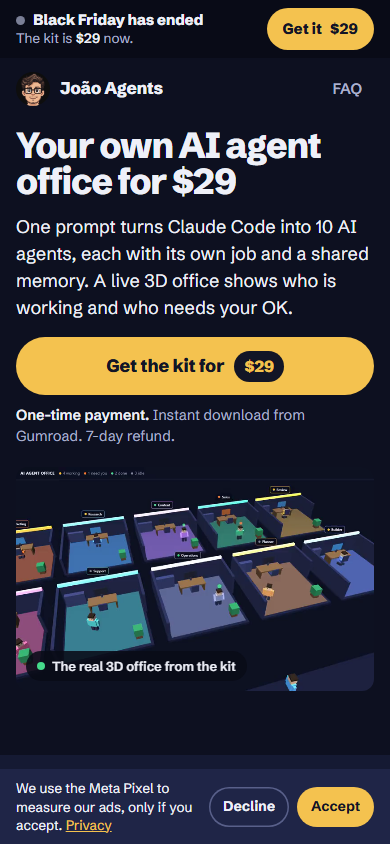 Black Friday has ended
The kit is $29 now.
Get it $29
João Agents
FAQ
Your own AI agent
office for $29
One prompt turns Claude Code into 10 AI
agents, each with its own job and a shared
memory. A live 3D office shows who is
working and who needs your OK.
Get the kit for $29
One-time payment. Instant download from
Gumroad. 7-day refund.
AI AGENT OFFICE
Research
Support
Operations
Planner
The real 3D office from the kit
We use the Meta Pixel to
measure our ads, only if you
accept. Privacy
Decline
Accept